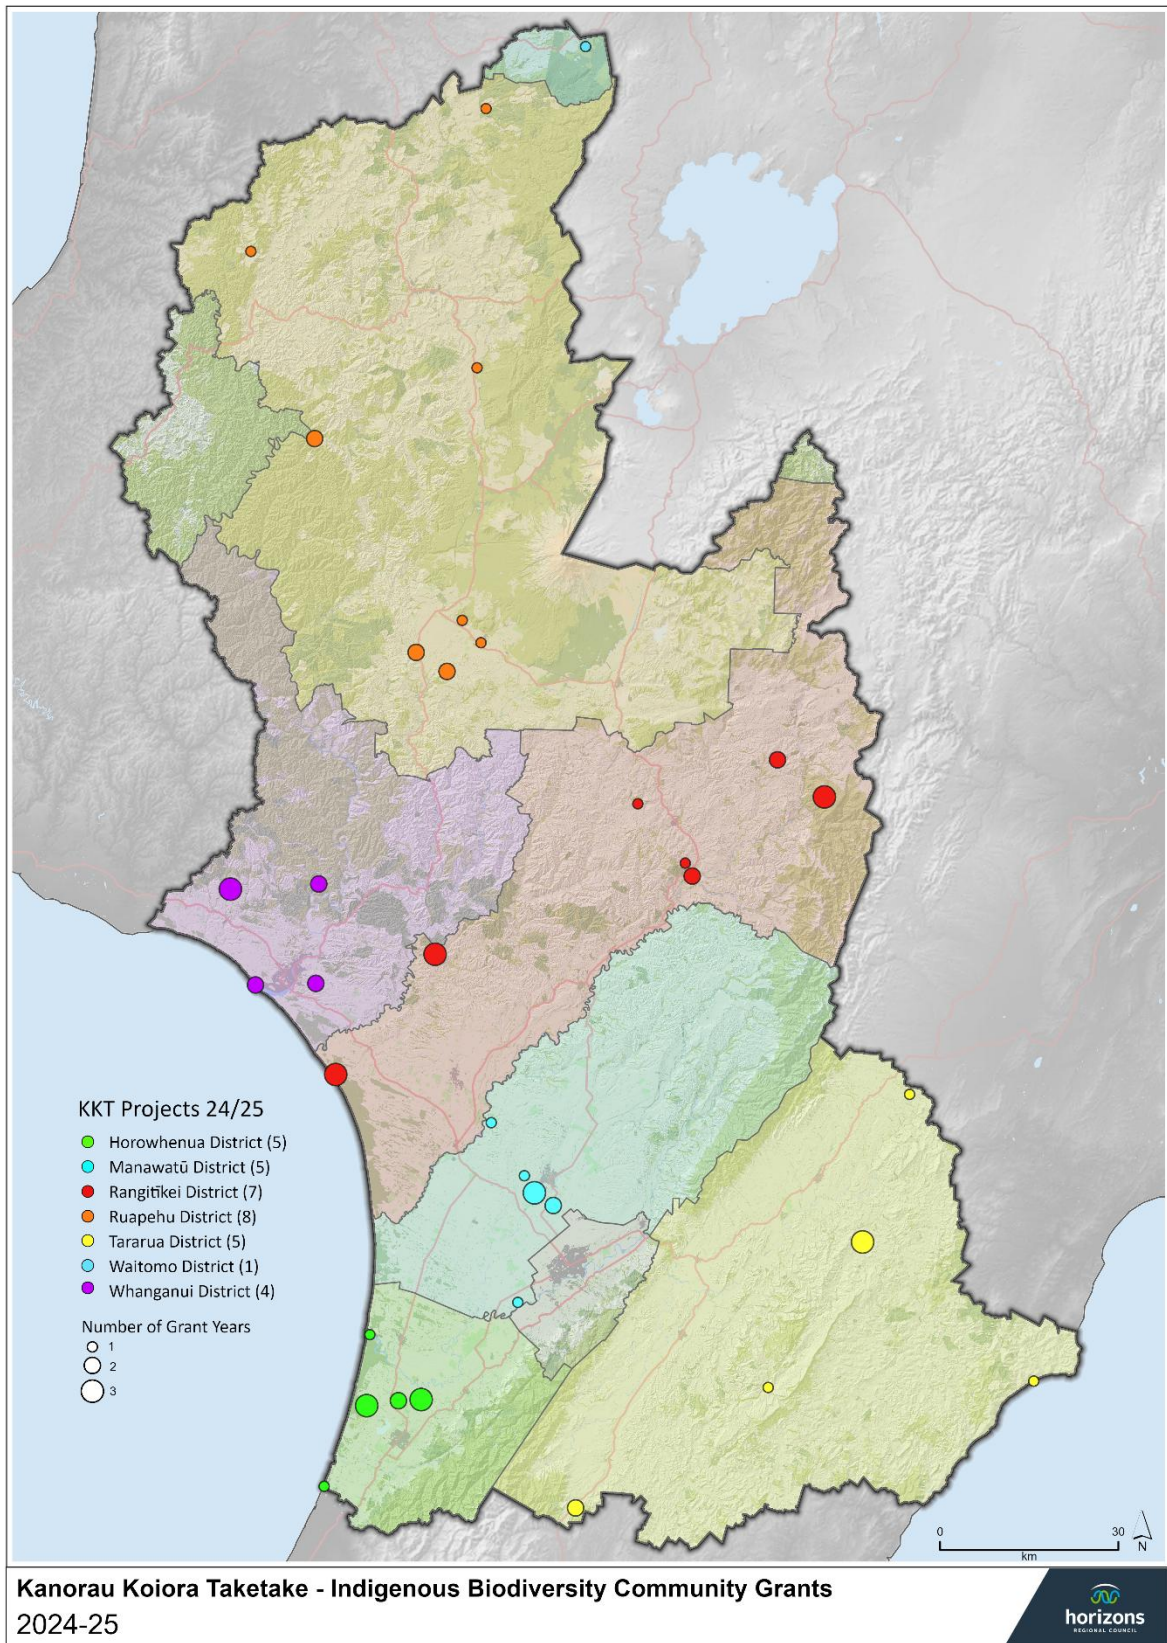 KKT Projects 24/25
Horowhenua District (5)
Manawatū District (5)
Rangitīkei District (7)
Ruapehu District (8)
Tararua District (5)
Waitomo District (1)
Whanganui District (4)
Number of Grant Years
1
2
3
0 30
km
N
Kanorau Koiora Taketake - Indigenous Biodiversity Community Grants
2024-25
horizons
REGIONAL COUNCIL